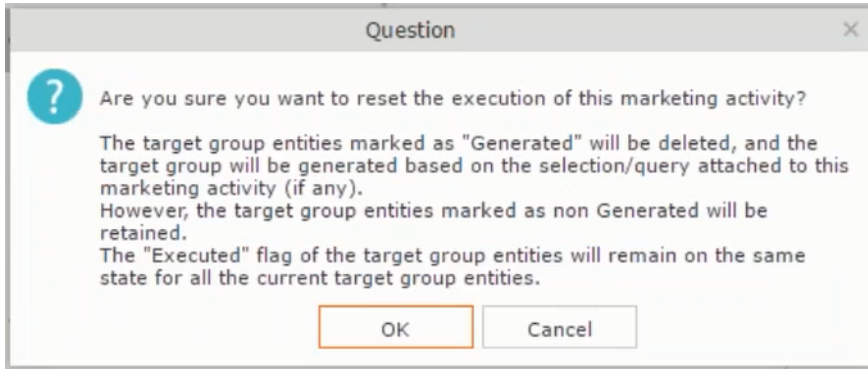 Question
Are you sure you want to reset the execution of this marketing activity?
The target group entities marked as "Generated" will be deleted, and the
target group will be generated based on the selection/query attached to this
marketing activity (if any).
However, the target group entities marked as non Generated will be
retained.
The "Executed" flag of the target group entities will remain on the same
state for all the current target group entities.
OK Cancel